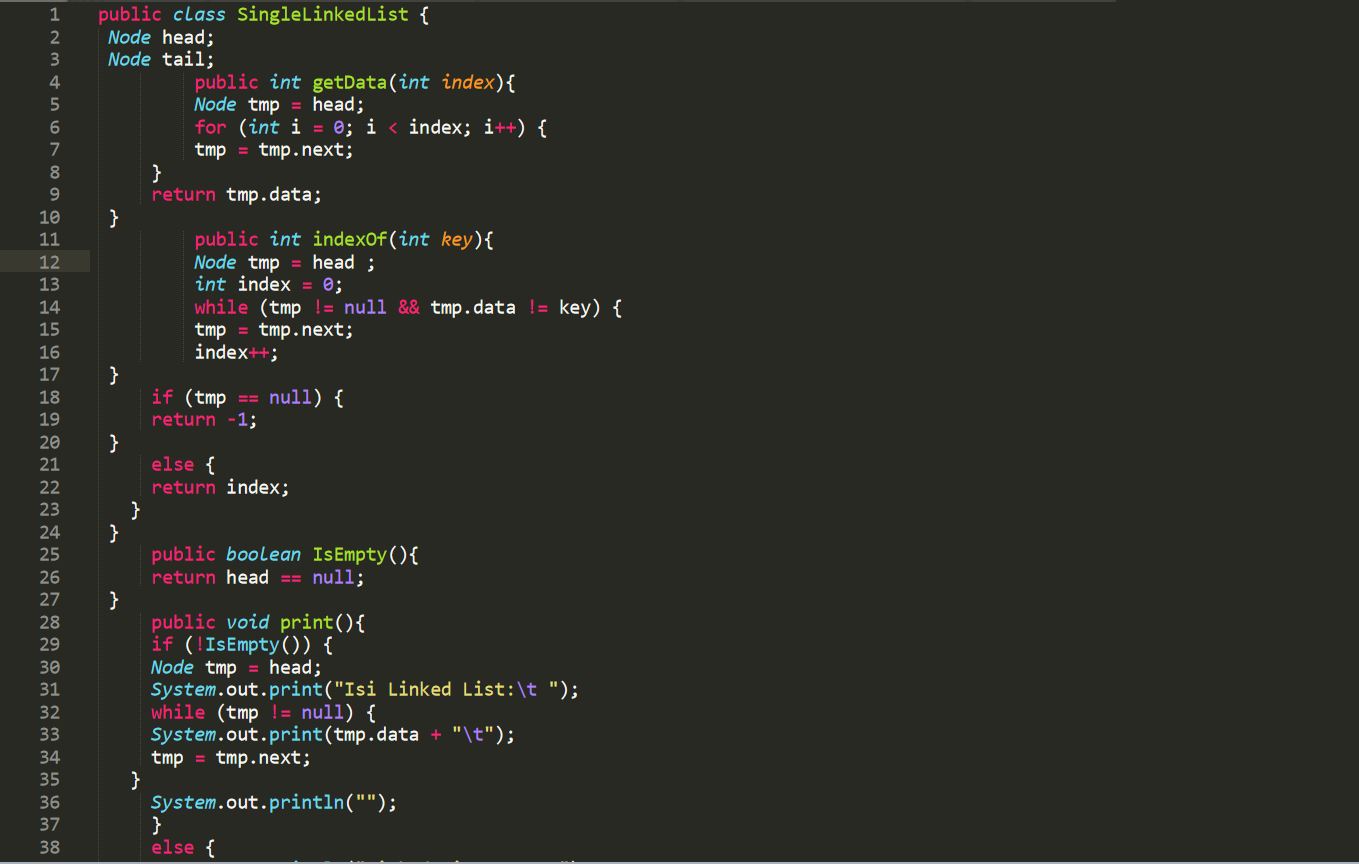 1 public class SingleLinkedList {
2 Node head;
3 Node tail;
4 public int getData(int index){
5 Node tmp = head;
6 for (int i = 0; i < index; i++) {
7 tmp = tmp.next;
8 }
9 return tmp.data;
10 }
11 public int indexOf(int key){
12 Node tmp = head ;
13 int index = 0;
14 while (tmp != null && tmp.data != key) {
15 tmp = tmp.next;
16 index++;
17 }
18 if (tmp == null) {
19 return -1;
20 }
21 else {
22 return index;
23 }
24 }
25 public boolean IsEmpty(){
26 return head == null;
27 }
28 public void print(){
29 if (!IsEmpty()) {
30 Node tmp = head;
31 System.out.print("Isi Linked List:\t ");
32 while (tmp != null) {
33 System.out.print(tmp.data + "\t");
34 tmp = tmp.next;
35 }
36 System.out.println("");
37 }
38 else {